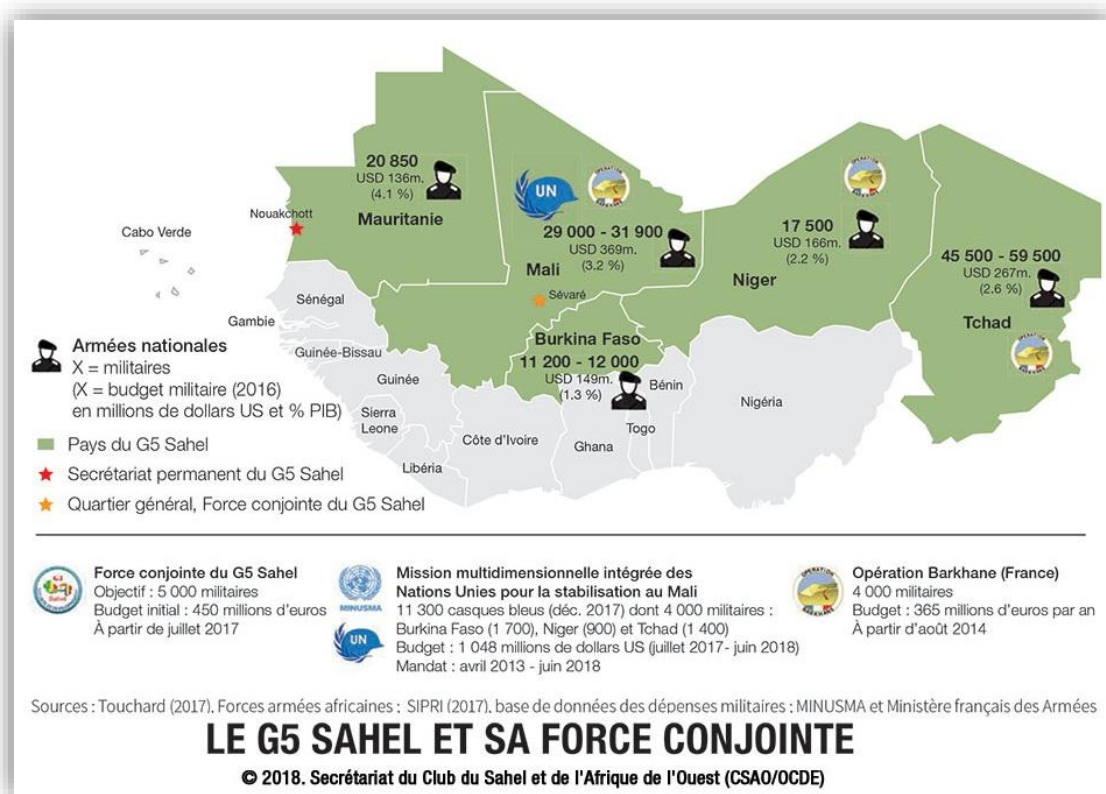 20 850
USD 136m.
(4.1 %)
Mauritanie
Nouakchott
Cabo Verde
UN
OPERATION
BARKHANE
29 000 - 31 900
USD 369m.
(3.2 %)
Mali
Sévaré
OPERATION
BARKHANE
17 500
USD 166m.
(2.2 %)
Niger
45 500 - 59 500
USD 267m.
(2.6 %)
Tchad
OPERATION
BARKHANE
Burkina Faso
11 200 - 12 000
USD 149m.
(1.3 %)
Sénégal
Gambie
Guinée-Bissau
Guinée
Sierra
Leone
Libéria
Côte d'Ivoire
Ghana
Togo
Bénin
Nigéria
Armées nationales
X = militaires
(X = budget militaire (2016)
en millions de dollars US et % PIB)
Pays du G5 Sahel
Secrétariat permanent du G5 Sahel
Quartier général, Force conjointe du G5 Sahel
Force conjointe du G5 Sahel
Objectif : 5 000 militaires
Budget initial : 450 millions d'euros
À partir de juillet 2017
MINUSMA
UN
Mission multidimensionnelle intégrée des
Nations Unies pour la stabilisation au Mali
11 300 casques bleus (déc. 2017) dont 4 000 militaires :
Burkina Faso (1 700), Niger (900) et Tchad (1 400)
Budget : 1 048 millions de dollars US (juillet 2017- juin 2018)
Mandat : avril 2013 - juin 2018
OPERATION
BARKHANE
Opération Barkhane (France)
4 000 militaires
Budget : 365 millions d'euros par an
À partir d'août 2014
Sources : Touchard (2017), Forces armées africaines ; SIPRI (2017), base de données des dépenses militaires ; MINUSMA et Ministère français des Armées
LE G5 SAHEL ET SA FORCE CONJOINTE
© 2018. Secrétariat du Club du Sahel et de l'Afrique de l'Ouest (CSAO/OCDE)